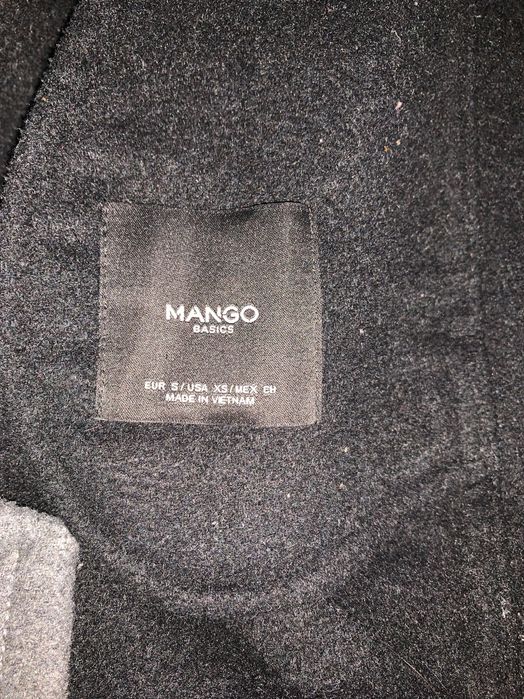 MANGO
BASICS
EUR S/USA XS/MEX CH
MADE IN VIETNAM